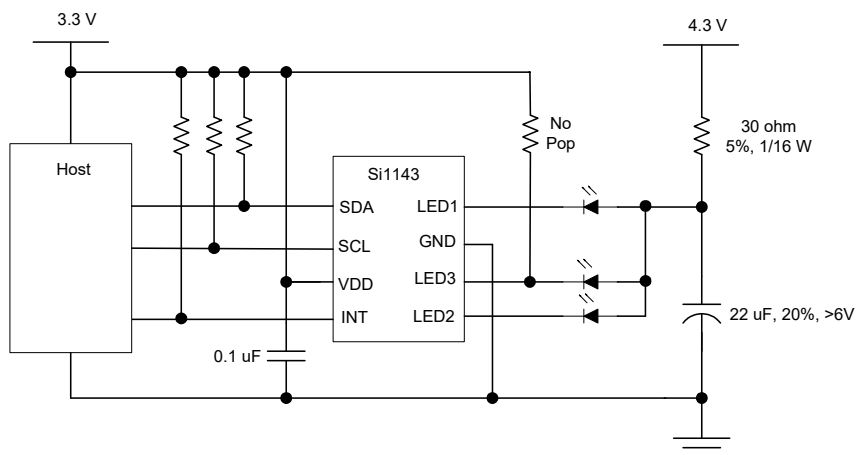 3.3 V
4.3 V
No
Pop
30 ohm
5%, 1/16 W
Host
Si1143
SDA
LED1
SCL
GND
VDD
LED3
INT
LED2
0.1 uF
22 uF, 20%, >6V